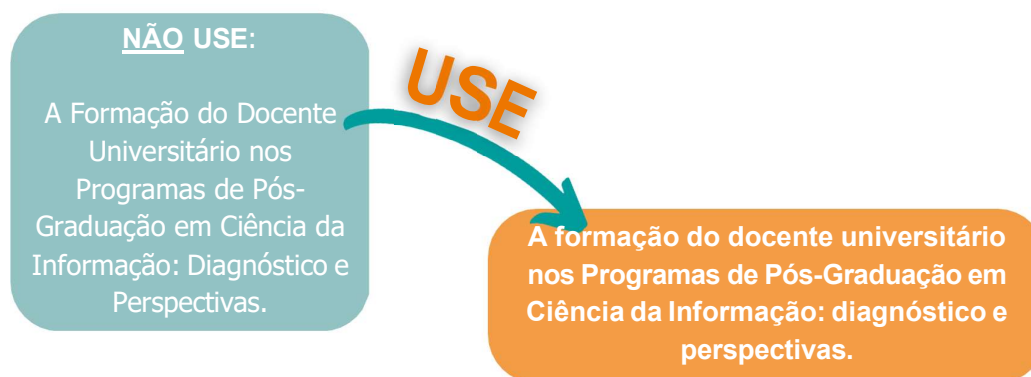 NÃO USE:
A Formação do Docente
Universitário nos
Programas de Pós-
Graduação em Ciência da
Informação: Diagnóstico e
Perspectivas.
USE
A formação do docente universitário
nos Programas de Pós-Graduação em
Ciência da Informação: diagnóstico e
perspectivas.